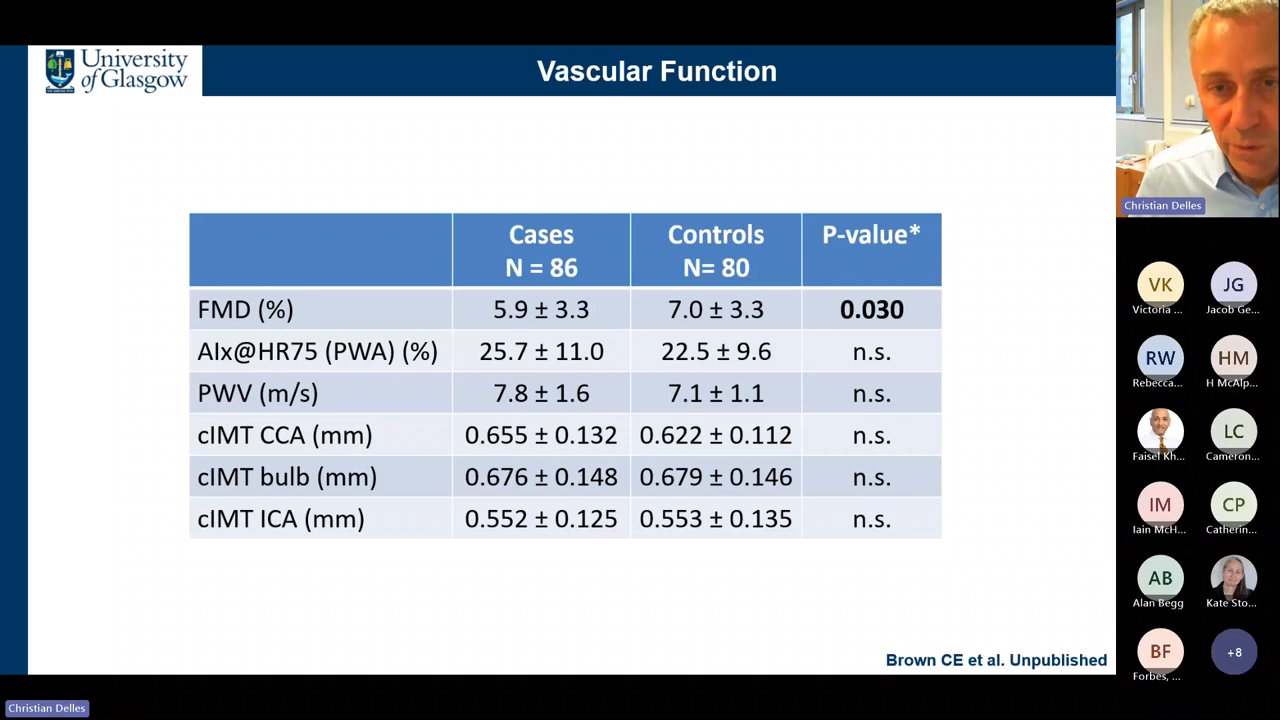 University
of Glasgow
Vascular Function
Cases
N = 86
Controls
N= 80
P-value*
FMD (%) 5.9 ± 3.3 7.0 ± 3.3 0.030
AIx@HR75 (PWA) (%) 25.7 ± 11.0 22.5 ± 9.6 n.s.
PWV (m/s) 7.8 ± 1.6 7.1 ± 1.1 n.s.
cIMT CCA (mm) 0.655 ± 0.132 0.622 ± 0.112 n.s.
cIMT bulb (mm) 0.676 ± 0.148 0.679 ± 0.146 n.s.
cIMT ICA (mm) 0.552 ± 0.125 0.553 ± 0.135 n.s.
Brown CE et al. Unpublished
Christian Delles
VK JG
Victoria ... Jacob Ge...
RW HM
Rebecca... H McAlp...
LC
Faisel Kh... Cameron...
IM CP
Iain McH... Catherin...
AB
Alan Begg Kate Sto...
BF +8
Forbes, ...
Christian Delles